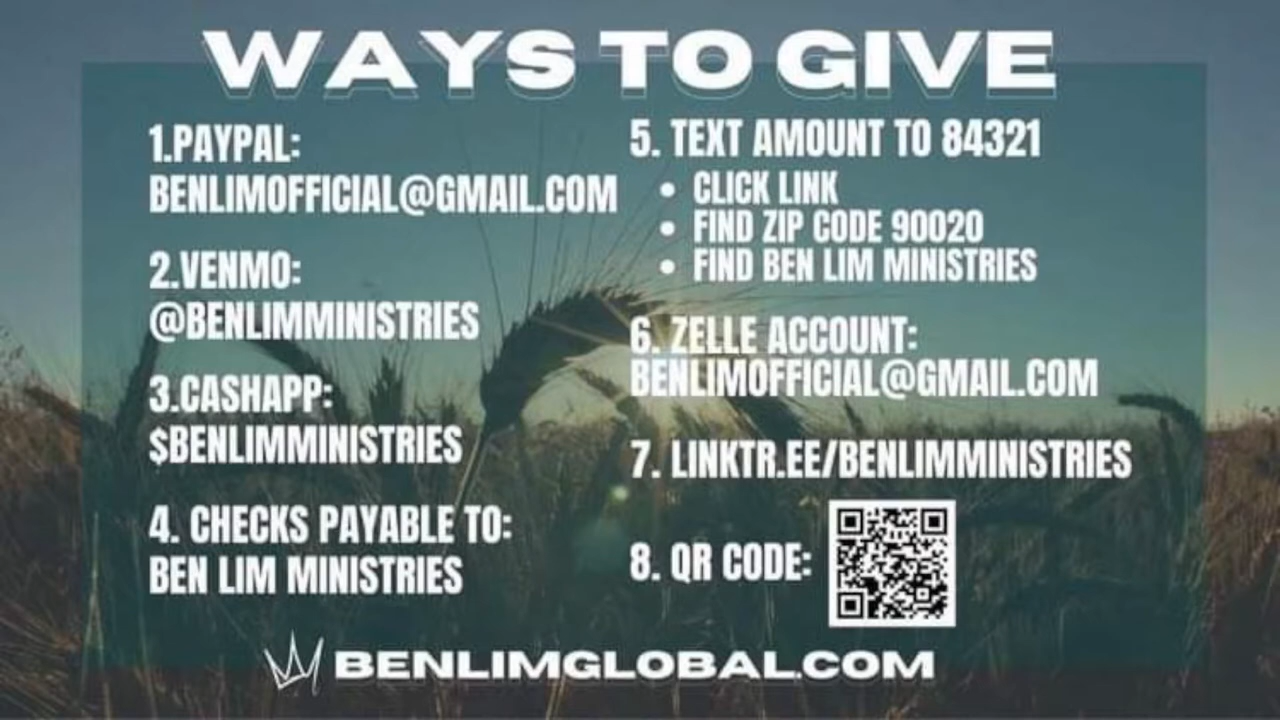 WAYS TO GIVE
1.PAYPAL:
BENLIMOFFICIAL@GMAIL.COM
2.VENMO:
@BENLIMMINISTRIES
3.CASHAPP:
$BENLIMMINISTRIES
4. CHECKS PAYABLE TO:
BEN LIM MINISTRIES
5. TEXT AMOUNT TO 84321
• CLICK LINK
• FIND ZIP CODE 90020
• FIND BEN LIM MINISTRIES
6. ZELLE ACCOUNT:
BENLIMOFFICIAL@GMAIL.COM
7. LINKTR.EE/BENLIMMINISTRIES
8. QR CODE:
BENLIMGLOBAL.COM